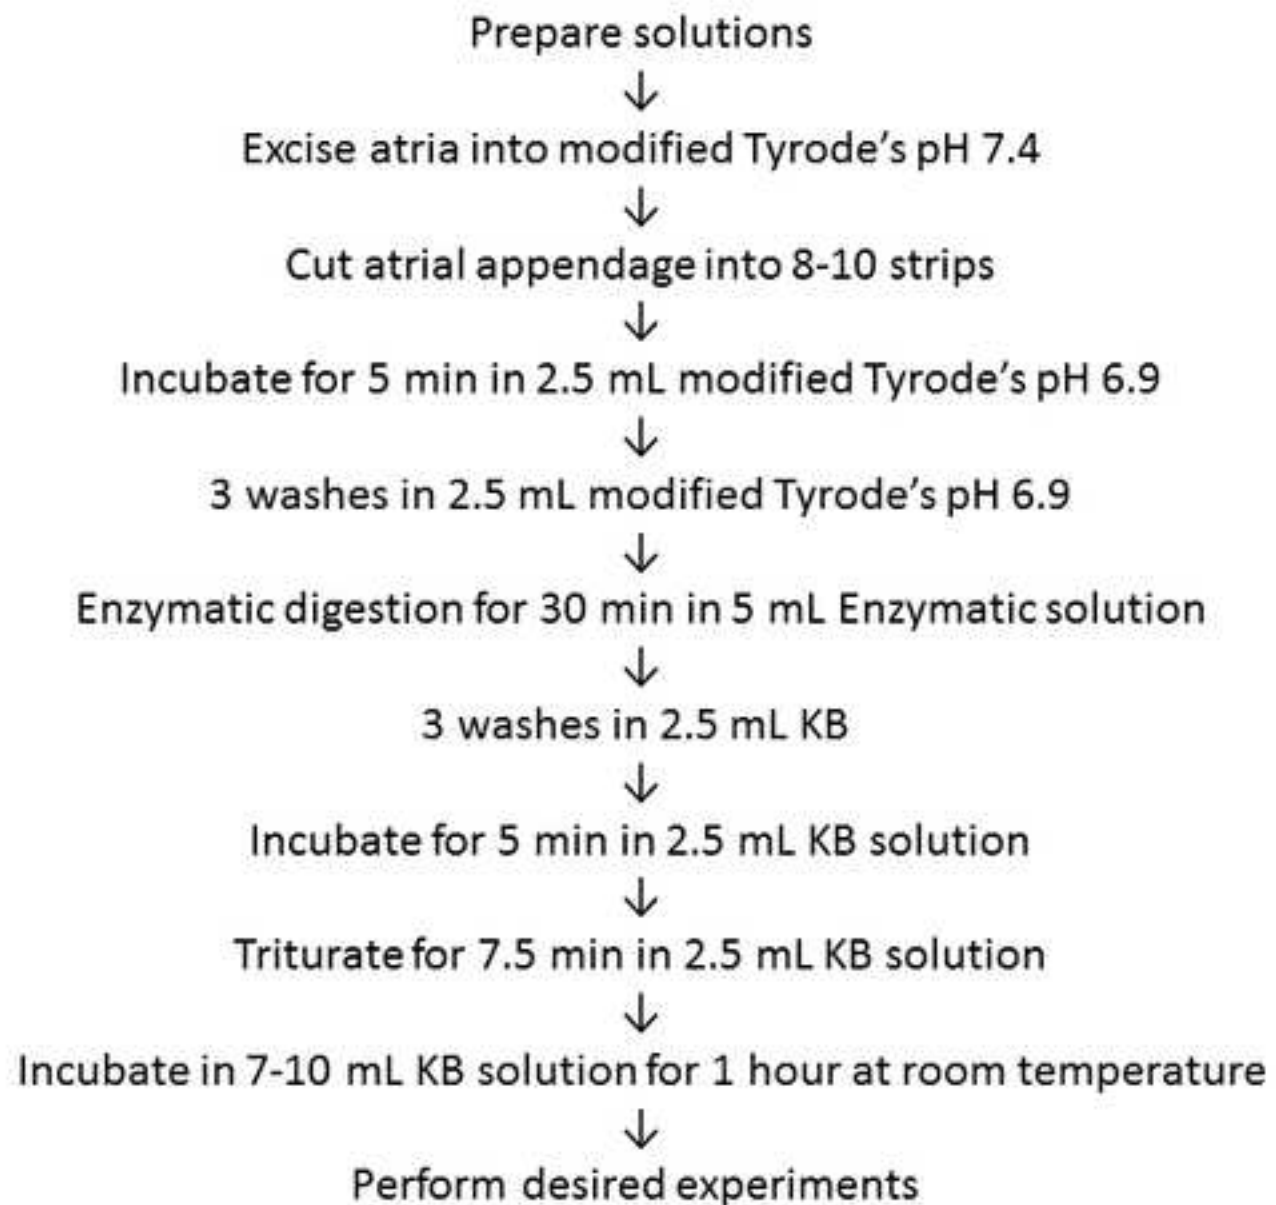 Prepare solutions
↓
Excise atria into modified Tyrode's pH 7.4
↓
Cut atrial appendage into 8-10 strips
↓
Incubate for 5 min in 2.5 mL modified Tyrode's pH 6.9
↓
3 washes in 2.5 mL modified Tyrode's pH 6.9
↓
Enzymatic digestion for 30 min in 5 mL Enzymatic solution
↓
3 washes in 2.5 mL KB
↓
Incubate for 5 min in 2.5 mL KB solution
↓
Triturate for 7.5 min in 2.5 mL KB solution
↓
Incubate in 7-10 mL KB solution for 1 hour at room temperature
↓
Perform desired experiments